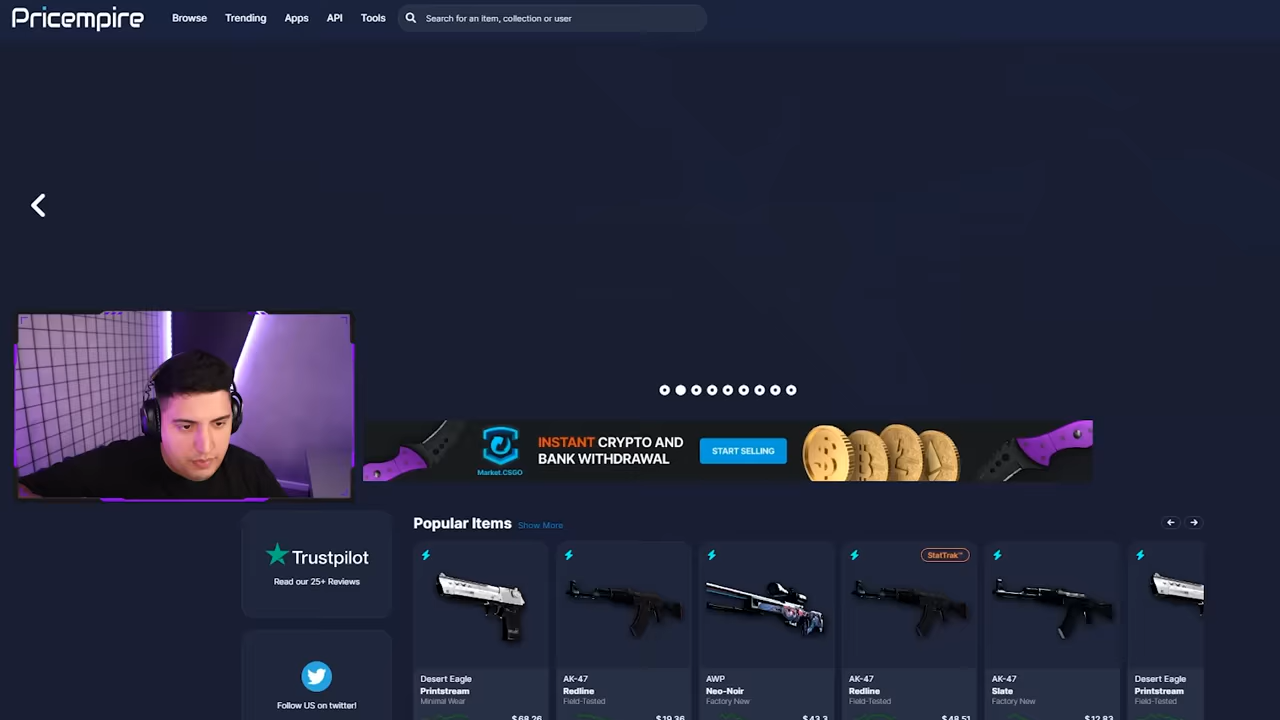 Pricempire
Browse
Trending
Apps
API
Tools
Search for an item, collection or user
INSTANT CRYPTO AND
BANK WITHDRAWAL
START SELLING
Market.CSGO
Popular Items
Show More
Trustpilot
Read our 25+ Reviews
StatTrak™
Desert Eagle
Printstream
Minimal Wear
$68.26
AK-47
Redline
Field-Tested
$19.36
AWP
Neo-Noir
Factory New
$43.3
AK-47
Redline
Field-Tested
$48.51
AK-47
Slate
Factory New
$12.83
Desert Eagle
Printstream
Field-Tested
Follow US on twitter!